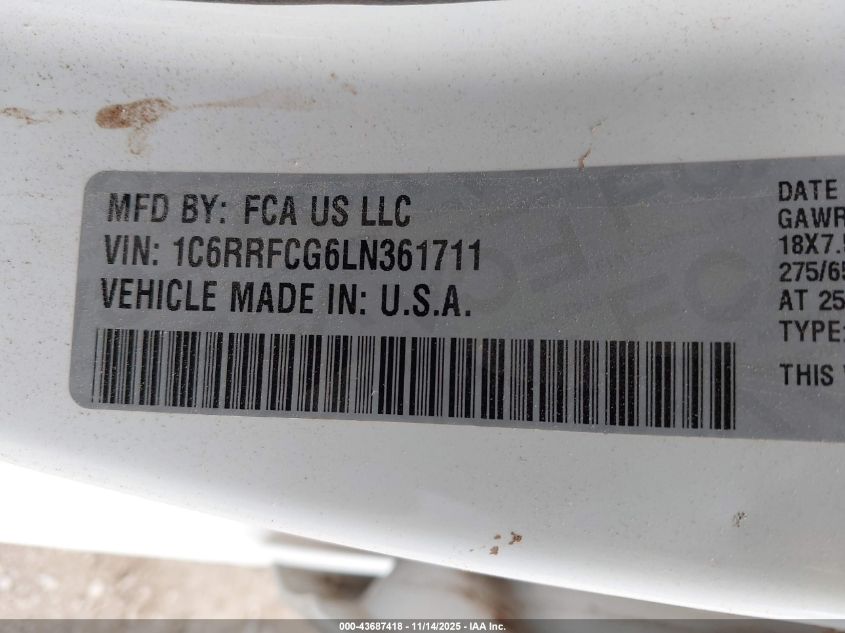 MFD BY: FCA US LLC
VIN: 1C6RRFCG6LN361711
VEHICLE MADE IN: U.S.A.
DATE
GAWR
18X7.
275/65
AT 25
TYPE:
THIS
000-43687418 - 11/14/2025 - IAA Inc.